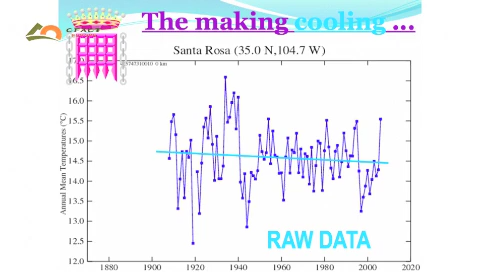 The making cooling ...
CFACT
Santa Rosa (35.0 N,104.7 W)
Annual Mean Temperatures (°C)
16.5
16.0
15.5
15.0
14.5
14.0
13.5
13.0
12.5
12.0
RAW DATA
1880 1900 1920 1940 1960 1980 2000 2020